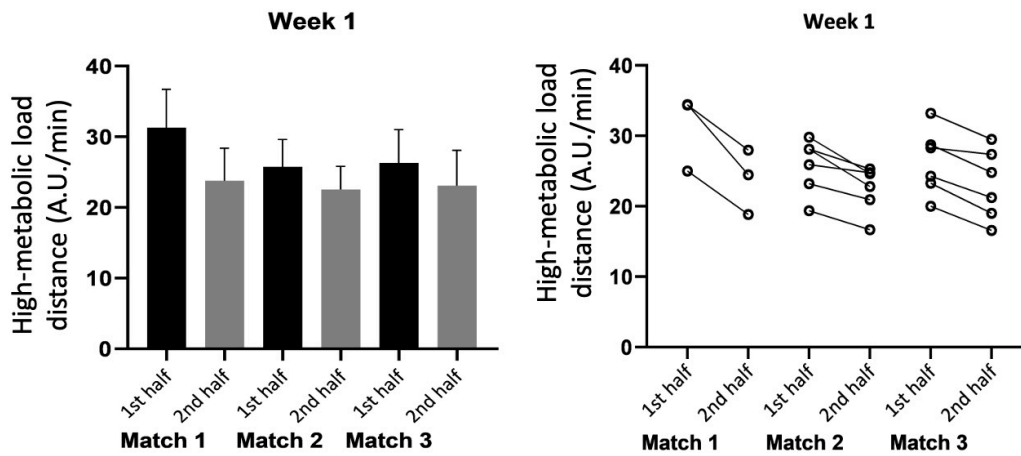 Week 1
High-metabolic load
distance (A.U./min)
40
30
20
10
0
1st half
2nd half
1st half
2nd half
1st half
2nd half
Match 1
Match 2
Match 3
Week 1
High-metabolic load
distance (A.U./min)
40
30
20
10
0
1st half
2nd half
1st half
2nd half
1st half
2nd half
Match 1
Match 2
Match 3